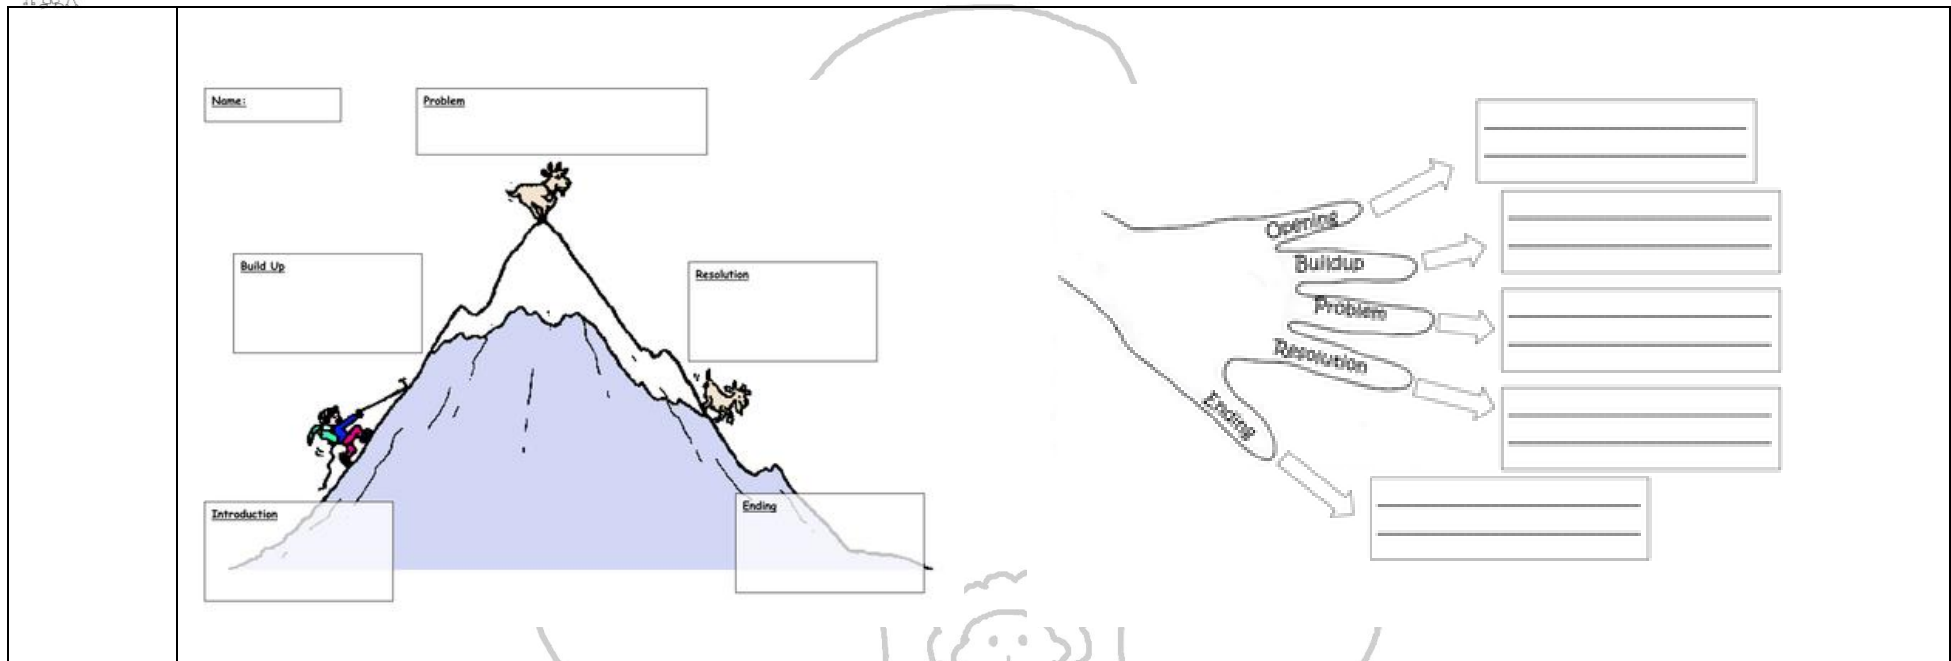 Name:
Problem
Build Up
Resolution
Introduction
Ending
Opening
Buildup
Problem
Resolution
Ending